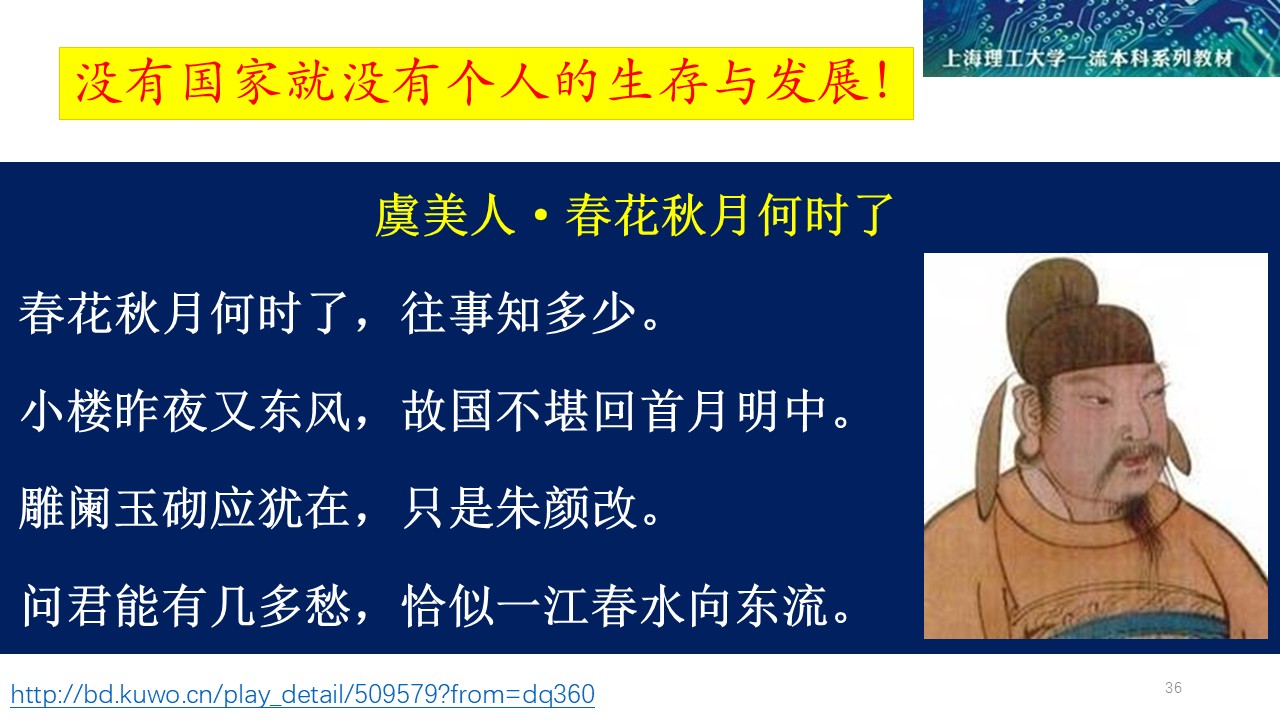 上海理工大学一流本科系列教材
没有国家就没有个人的生存与发展！
虞美人·春花秋月何时了
春花秋月何时了，往事知多少。
小楼昨夜又东风，故国不堪回首月明中。
雕阑玉砌应犹在，只是朱颜改。
问君能有几多愁，恰似一江春水向东流。
http://bd.kuwo.cn/play_detail/509579?from=dq360
36